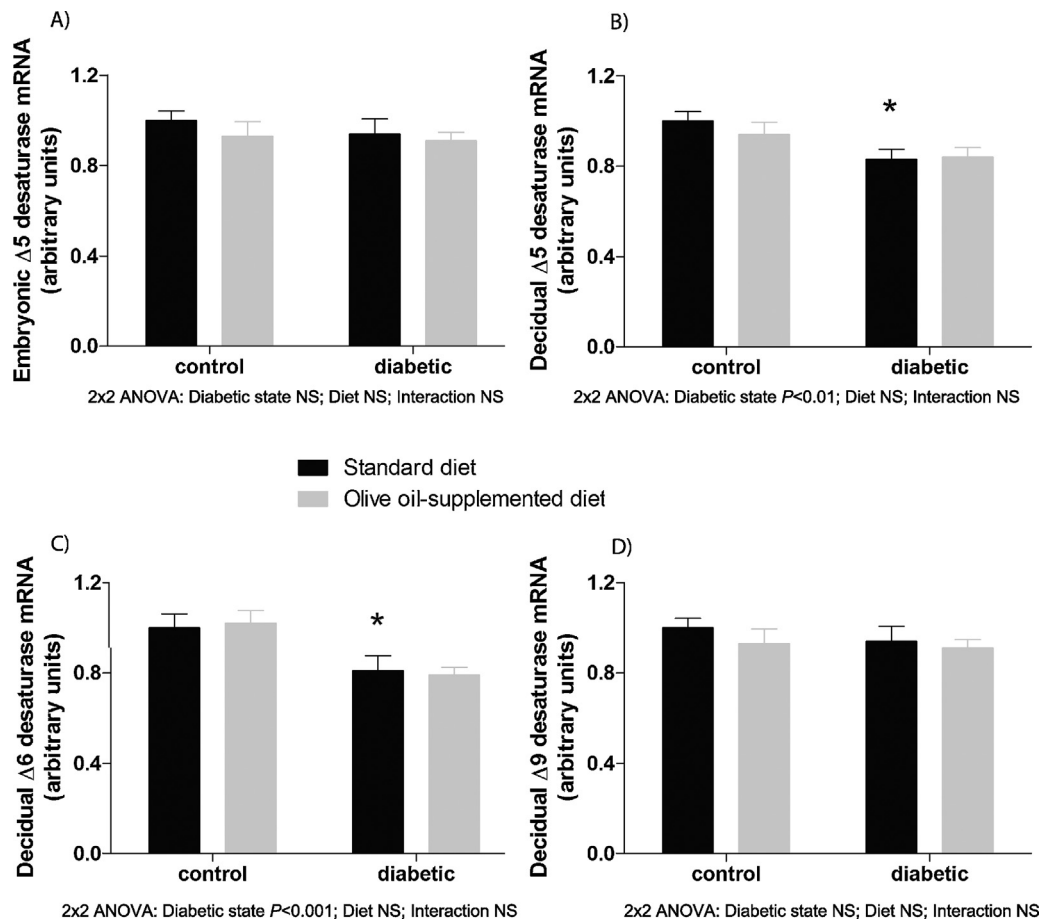 A)
Embryonic Δ5 desaturase mRNA
(arbitrary units)
1.2
0.8
0.4
0.0
control diabetic
2x2 ANOVA: Diabetic state NS; Diet NS; Interaction NS
B)
Decidual Δ5 desaturase mRNA
(arbitrary units)
1.2
0.8
0.4
0.0
*
control diabetic
2x2 ANOVA: Diabetic state P<0.01; Diet NS; Interaction NS
Standard diet
Olive oil-supplemented diet
C)
Decidual Δ6 desaturase mRNA
(arbitrary units)
1.2
0.8
0.4
0.0
*
control diabetic
2x2 ANOVA: Diabetic state P<0.001; Diet NS; Interaction NS
D)
Decidual Δ9 desaturase mRNA
(arbitrary units)
1.2
0.8
0.4
0.0
control diabetic
2x2 ANOVA: Diabetic state NS; Diet NS; Interaction NS